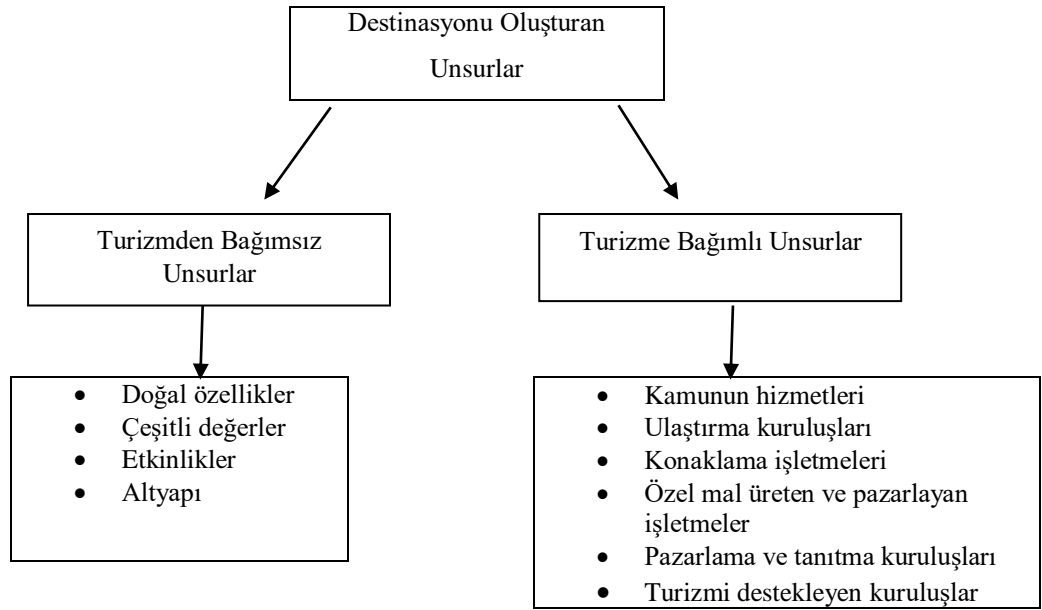 Destinasyonu Oluşturan
Unsurlar
Turizmden Bağımsız
Unsurlar
Turizme Bağımlı Unsurlar
• Doğal özellikler
• Çeşitli değerler
• Etkinlikler
• Altyapı
• Kamunun hizmetleri
• Ulaştırma kuruluşları
• Konaklama işletmeleri
• Özel mal üreten ve pazarlayan
işletmeler
• Pazarlama ve tanıtma kuruluşları
• Turizmi destekleyen kuruluşlar